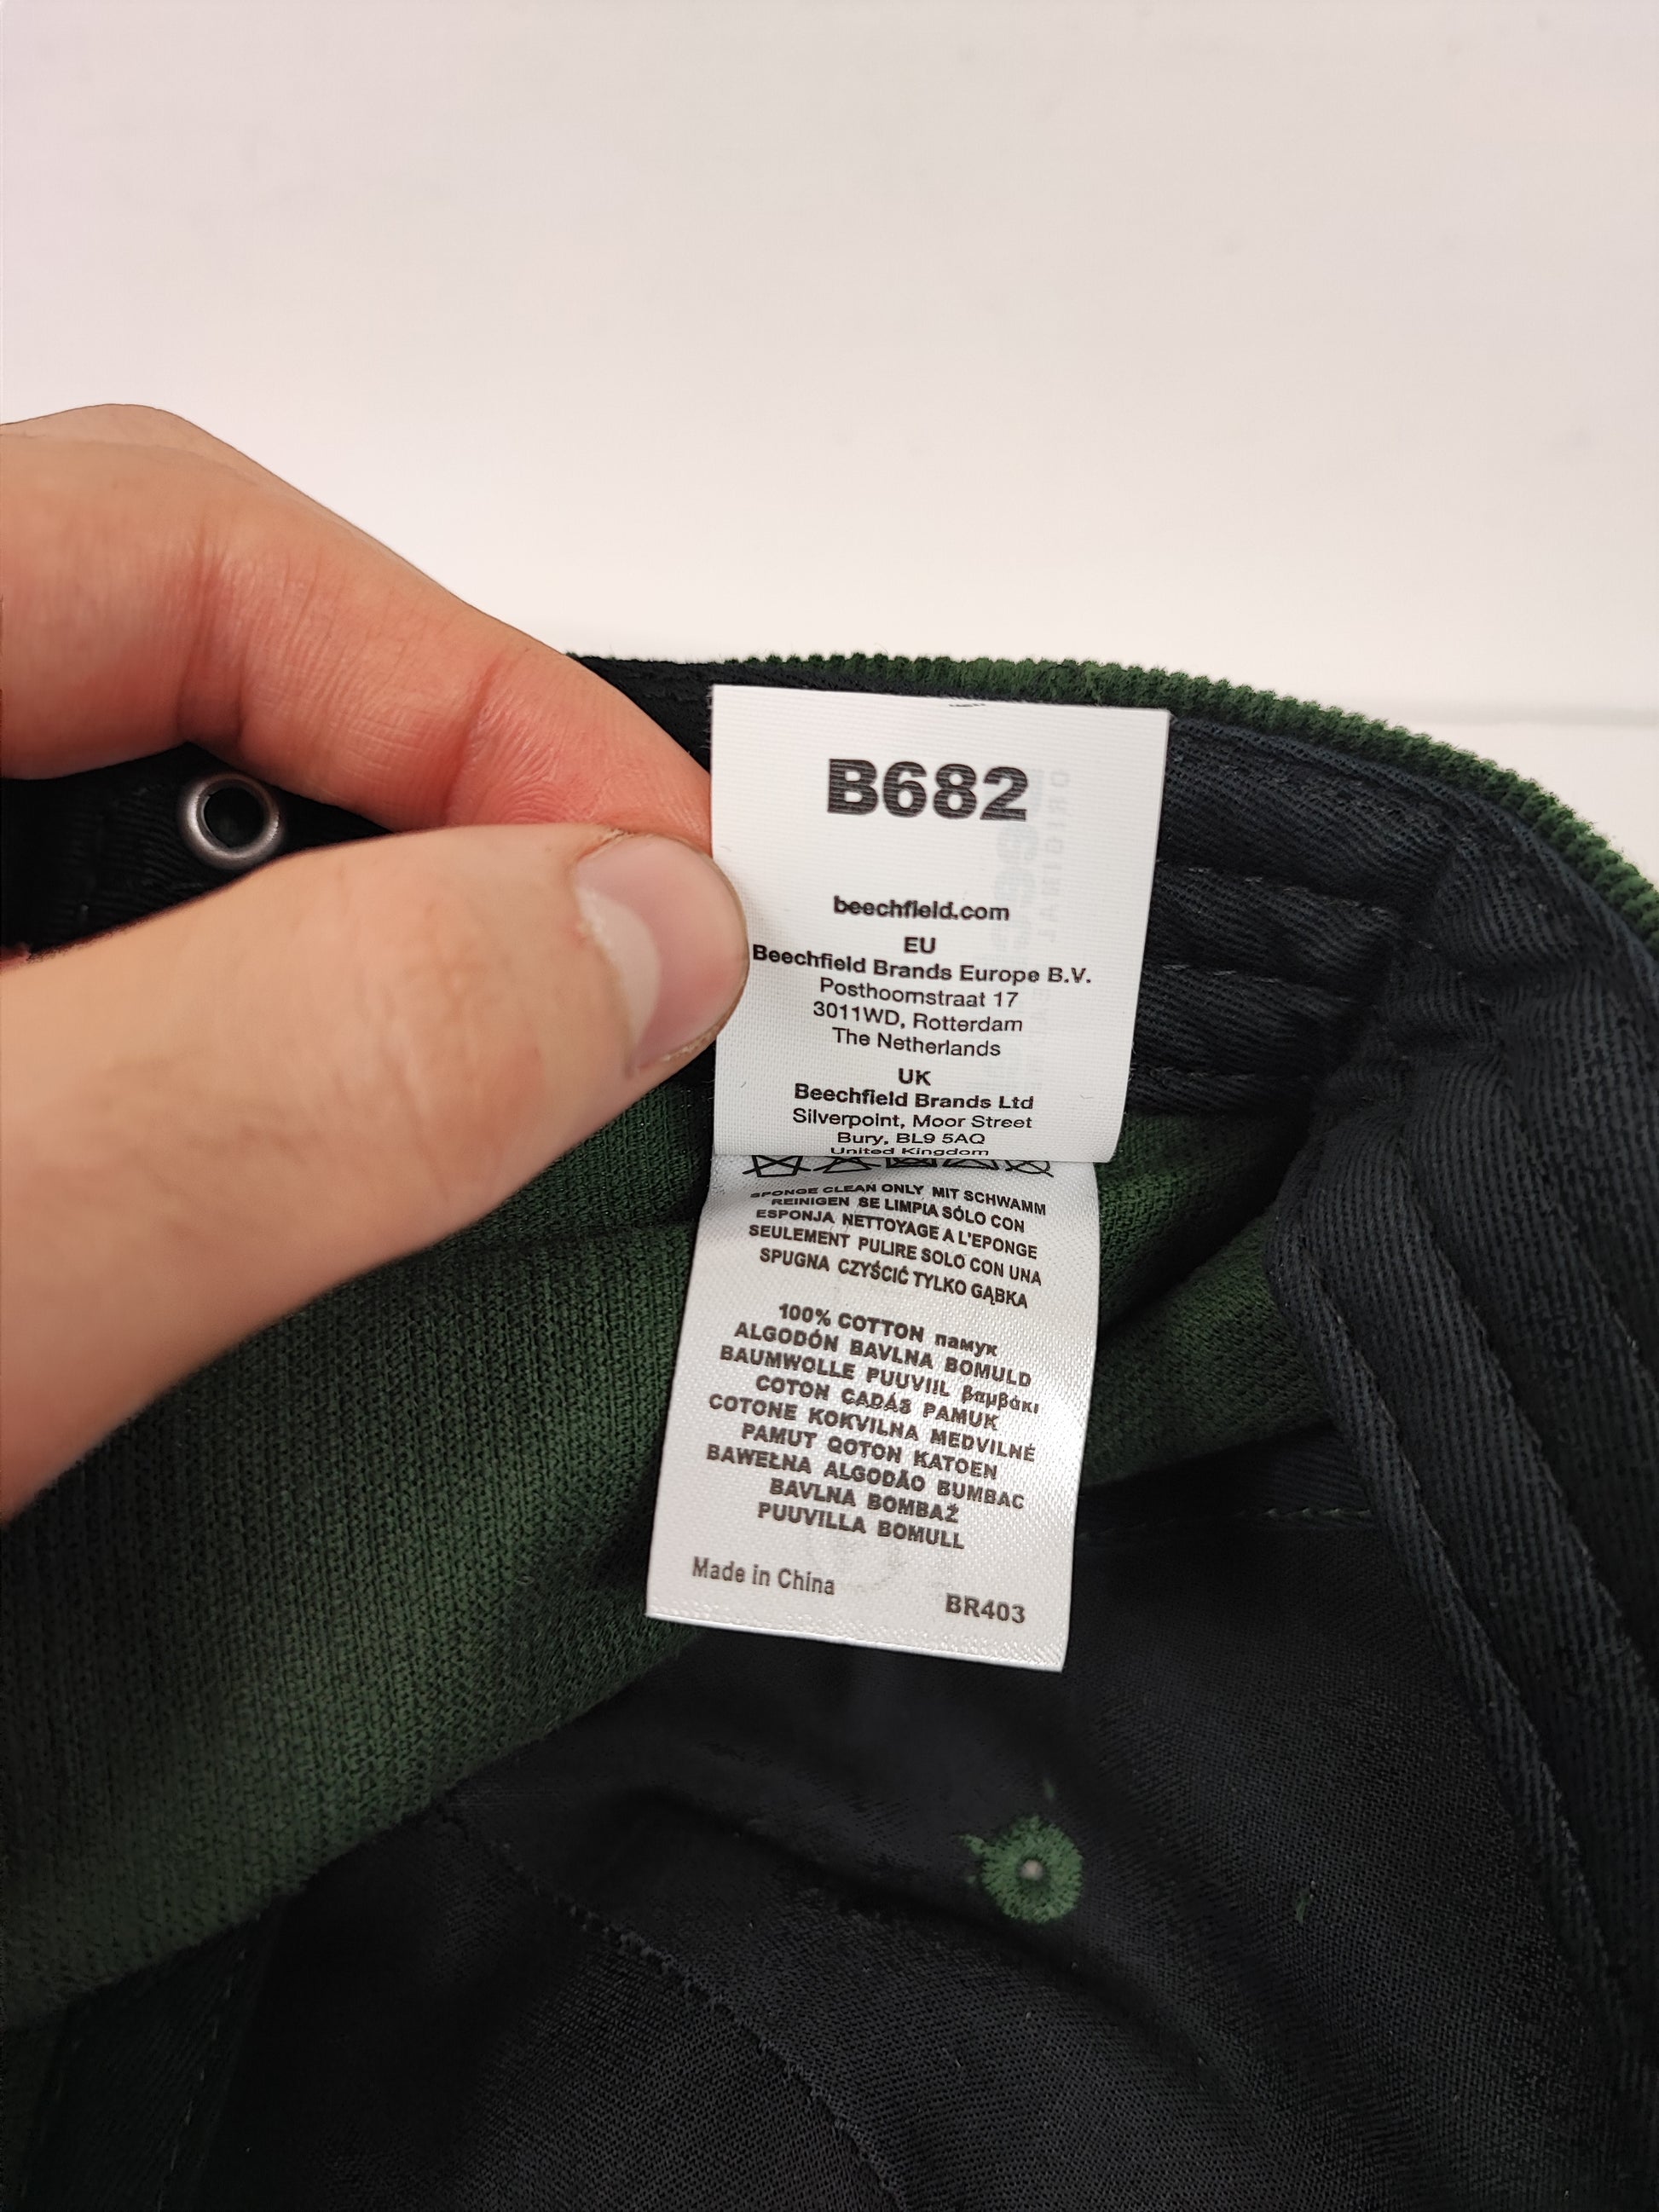 B682
beechfield.com
EU
Beechfield Brands Europe B.V.
Posthoornstraat 17
3011WD, Rotterdam
The Netherlands
UK
Beechfield Brands Ltd
Silverpoint, Moor Street
Bury, BL9 5AQ
United Kingdom
SPONGE CLEAN ONLY MIT SCHWAMM
REINIGEN SE LIMPIA SÓLO CON
ESPONJA NETTOYAGE A L'EPONGE
SEULEMENT PULIRE SOLO CON UNA
SPUGNA CZYŚCIĆ TYLKO GĄBKA
100% COTTON памук
ALGODÓN BAVLNA BOMULD
BAUMWOLLE PUUVIIL βαμβάκι
COTON CADÁS PAMUK
COTONE KOKVILNA MEDVILNĖ
PAMUT QOTON KATOEN
BAWEŁNA ALGODÃO BUMBAC
BAVLNA BOMBAŽ
PUUVILLA BOMULL
Made in China
BR403